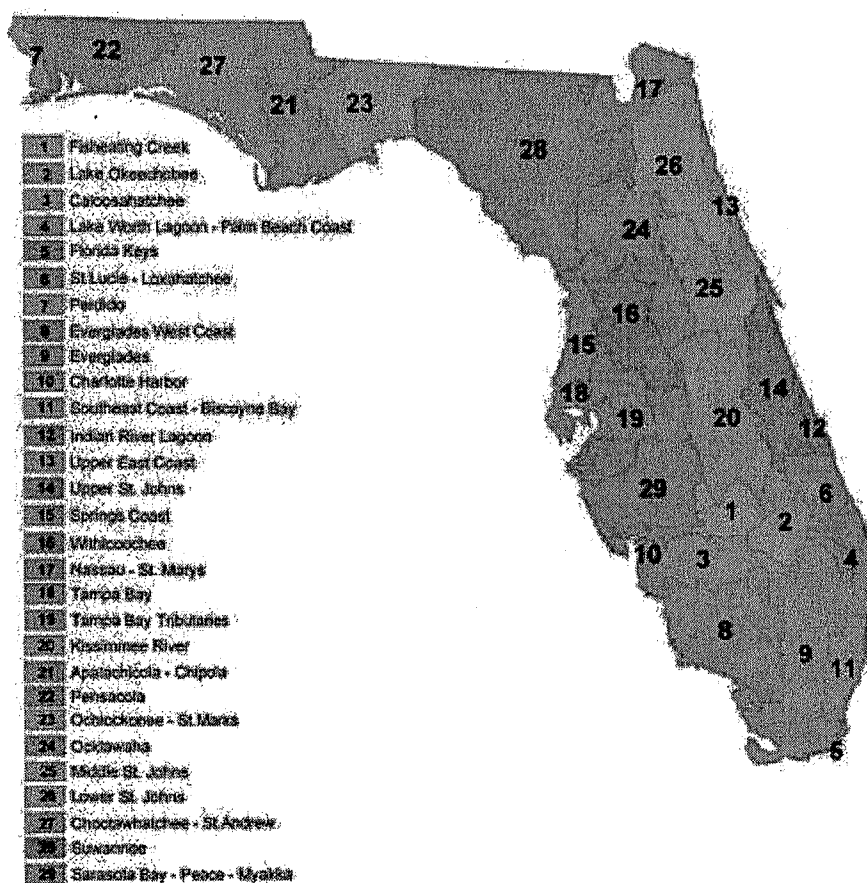 7
22
27
21
23
28
17
26
13
24
25
16
15
18
19
14
20
12
29
1
2
6
10
3
4
8
9
11
5
1 Fisheating Creek
2 Lake Okeechobee
3 Caloosahatchee
4 Lake Worth Lagoon - Palm Beach Coast
5 Florida Keys
6 St Lucie - Loxahatchee
7 Perdido
8 Everglades West Coast
9 Everglades
10 Charlotte Harbor
11 Southeast Coast - Biscayne Bay
12 Indian River Lagoon
13 Upper East Coast
14 Upper St. Johns
15 Springs Coast
16 Withlacoochee
17 Nassau - St. Marys
18 Tampa Bay
19 Tampa Bay Tributaries
20 Kissimmee River
21 Apalachicola - Chipola
22 Pensacola
23 Ochlockonee - St.Marks
24 Ocklawaha
25 Middle St. Johns
26 Lower St. Johns
27 Choctawhatchee - St.Andrew
28 Suwannee
29 Sarasota Bay - Peace - Myakka